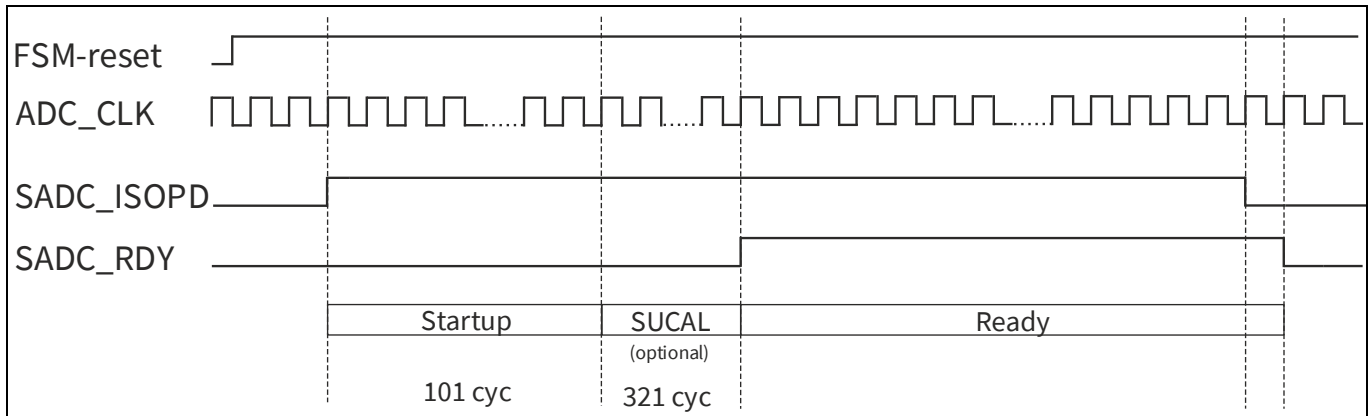 FSM-reset
ADC_CLK
SADC_ISOPD
SADC_RDY
Startup SUCAL Ready
(optional)
101 cyc 321 cyc